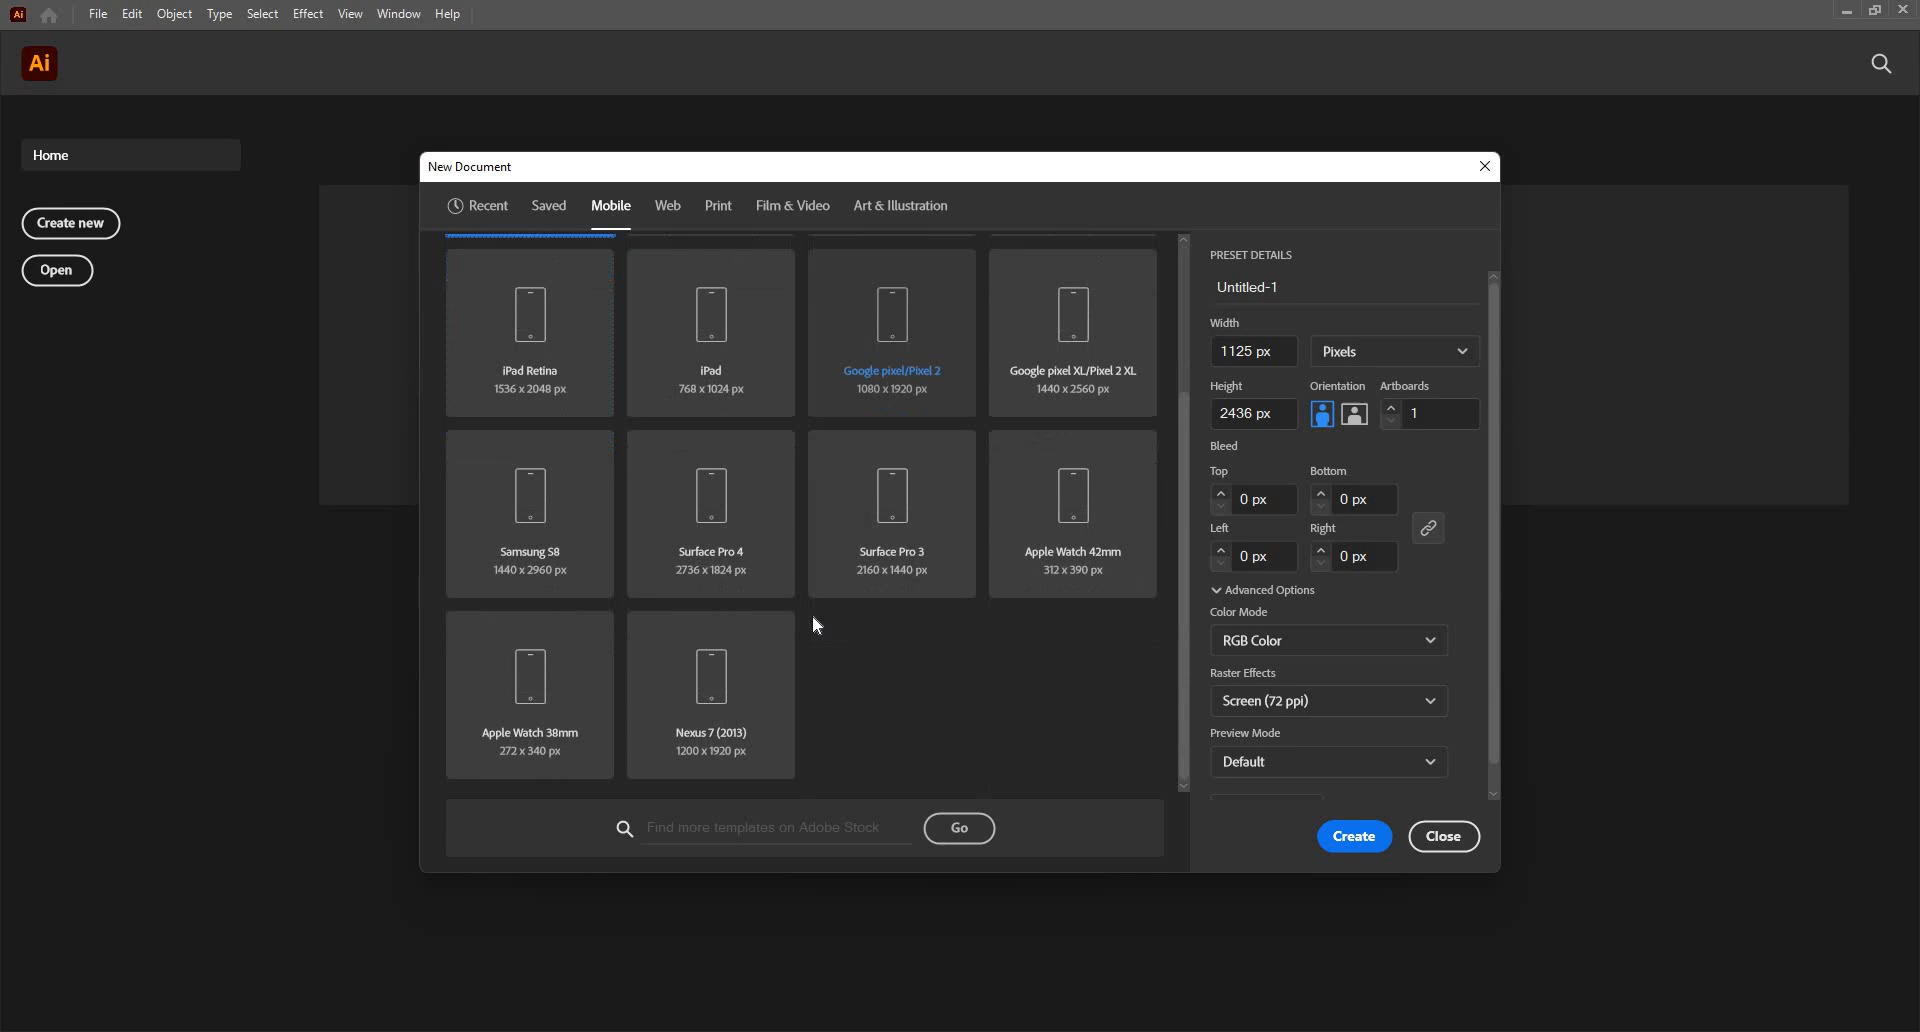 Ai File Edit Object Type Select Effect View Window Help
Ai
Home
Create new
Open
New Document
Recent Saved Mobile Web Print Film & Video Art & Illustration
iPad Retina
1536 x 2048 px
iPad
768 x 1024 px
Google pixel/Pixel 2
1080 x 1920 px
Google pixel XL/Pixel 2 XL
1440 x 2560 px
Samsung S8
1440 x 2960 px
Surface Pro 4
2736 x 1824 px
Surface Pro 3
2160 x 1440 px
Apple Watch 42mm
312 x 390 px
Apple Watch 38mm
272 x 340 px
Nexus 7 (2013)
1200 x 1920 px
Find more templates on Adobe Stock
Go
PRESET DETAILS
Untitled-1
Width
1125 px Pixels
Height Orientation Artboards
2436 px 1
Bleed
Top Bottom
0 px 0 px
Left Right
0 px 0 px
Advanced Options
Color Mode
RGB Color
Raster Effects
Screen (72 ppi)
Preview Mode
Default
Create Close